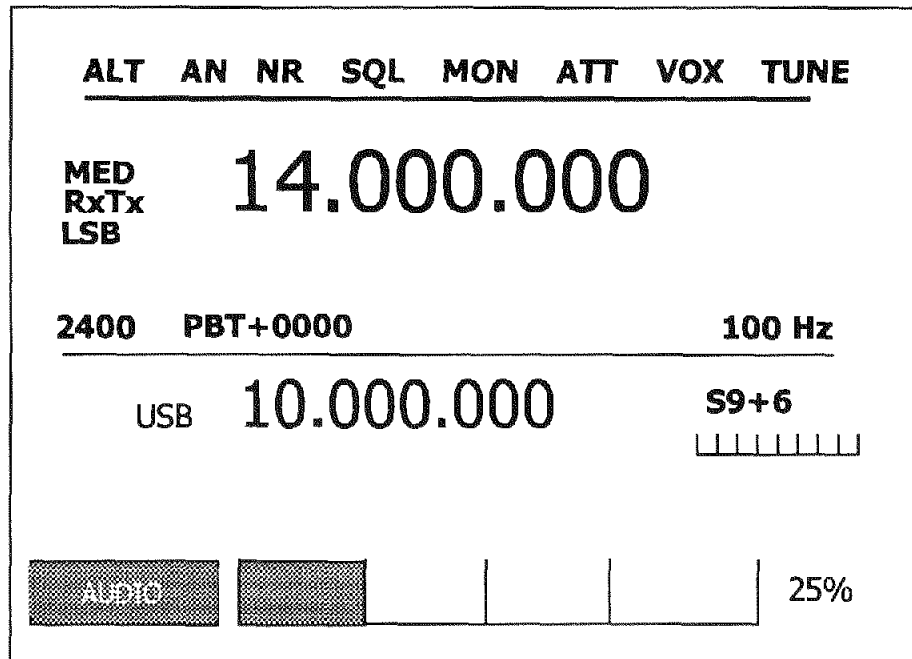 ALT AN NR SQL MON ATT VOX TUNE
MED 14.000.000
RxTx
LSB
2400 PBT+0000 100 Hz
USB 10.000.000 S9+6
AUDIO 25%